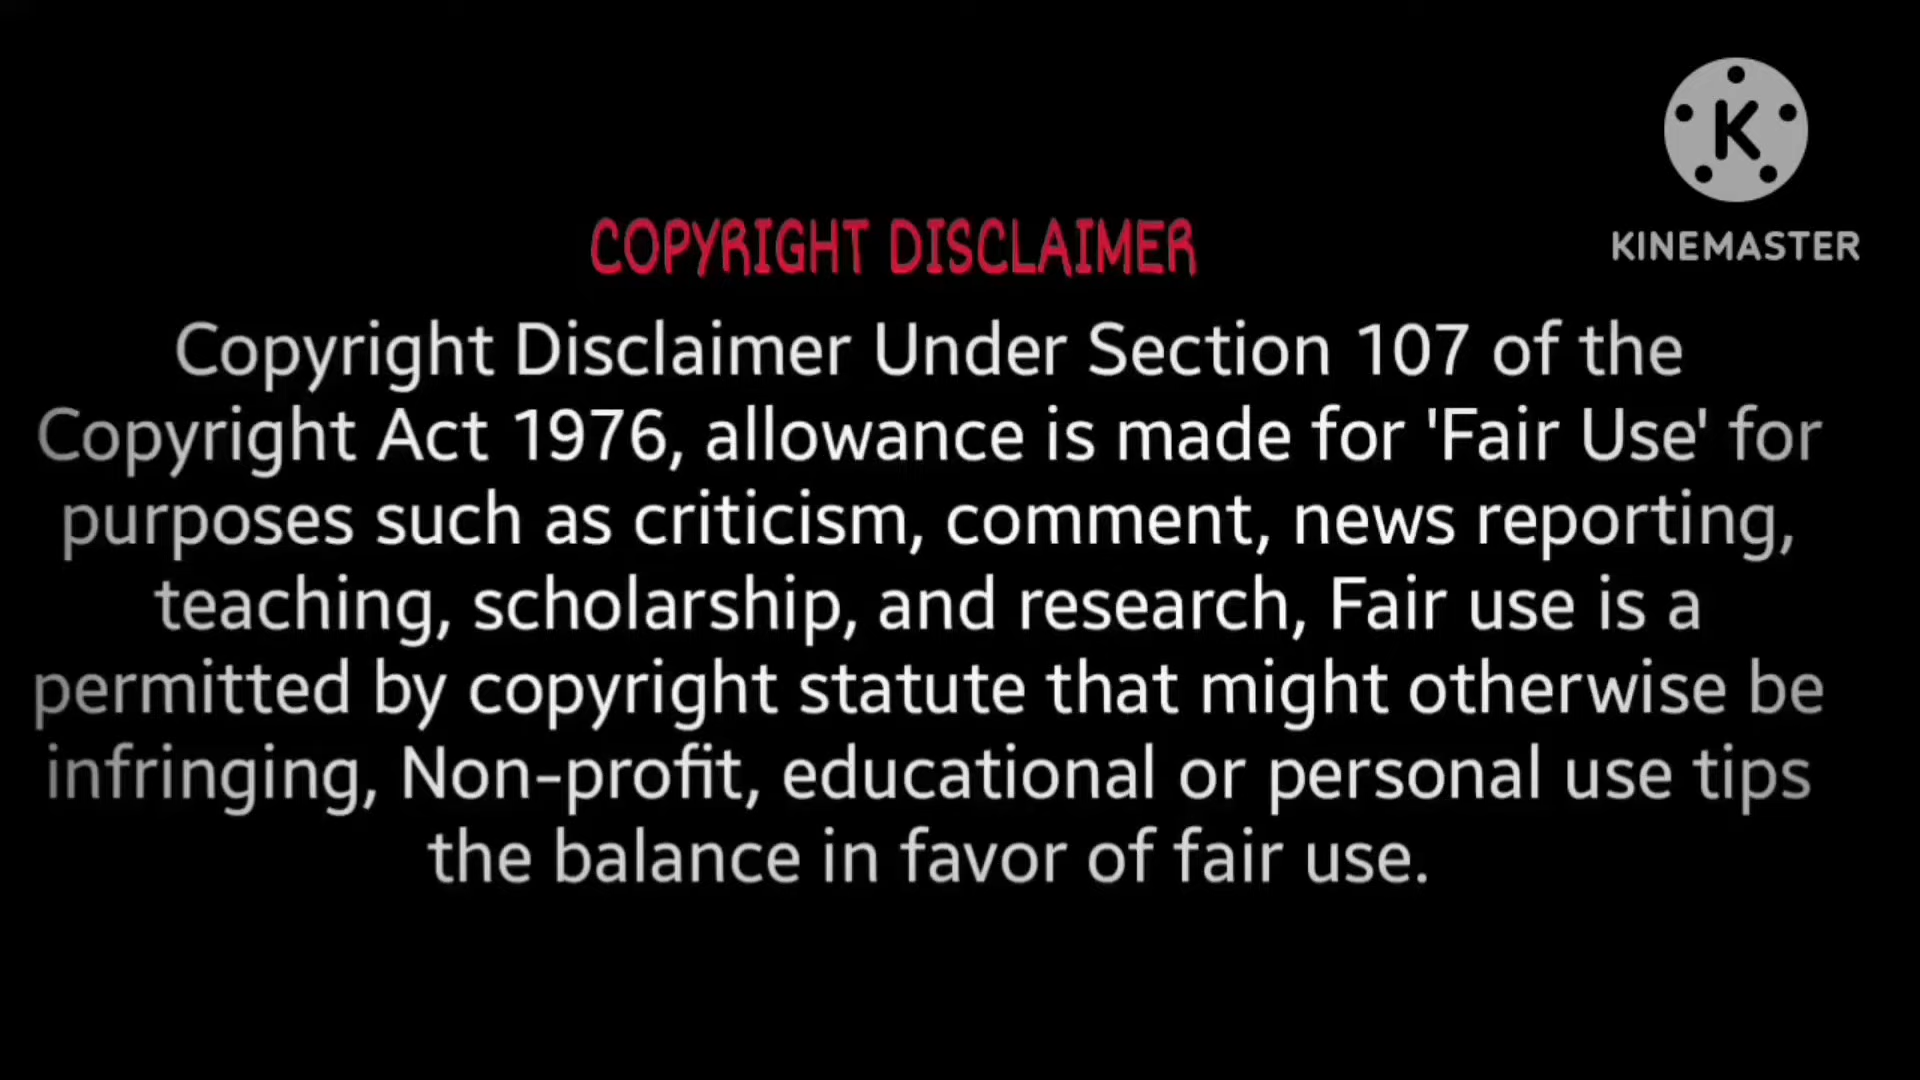 K
KINEMASTER
COPYRIGHT DISCLAIMER
Copyright Disclaimer Under Section 107 of the
Copyright Act 1976, allowance is made for 'Fair Use' for
purposes such as criticism, comment, news reporting,
teaching, scholarship, and research, Fair use is a
permitted by copyright statute that might otherwise be
infringing, Non-profit, educational or personal use tips
the balance in favor of fair use.